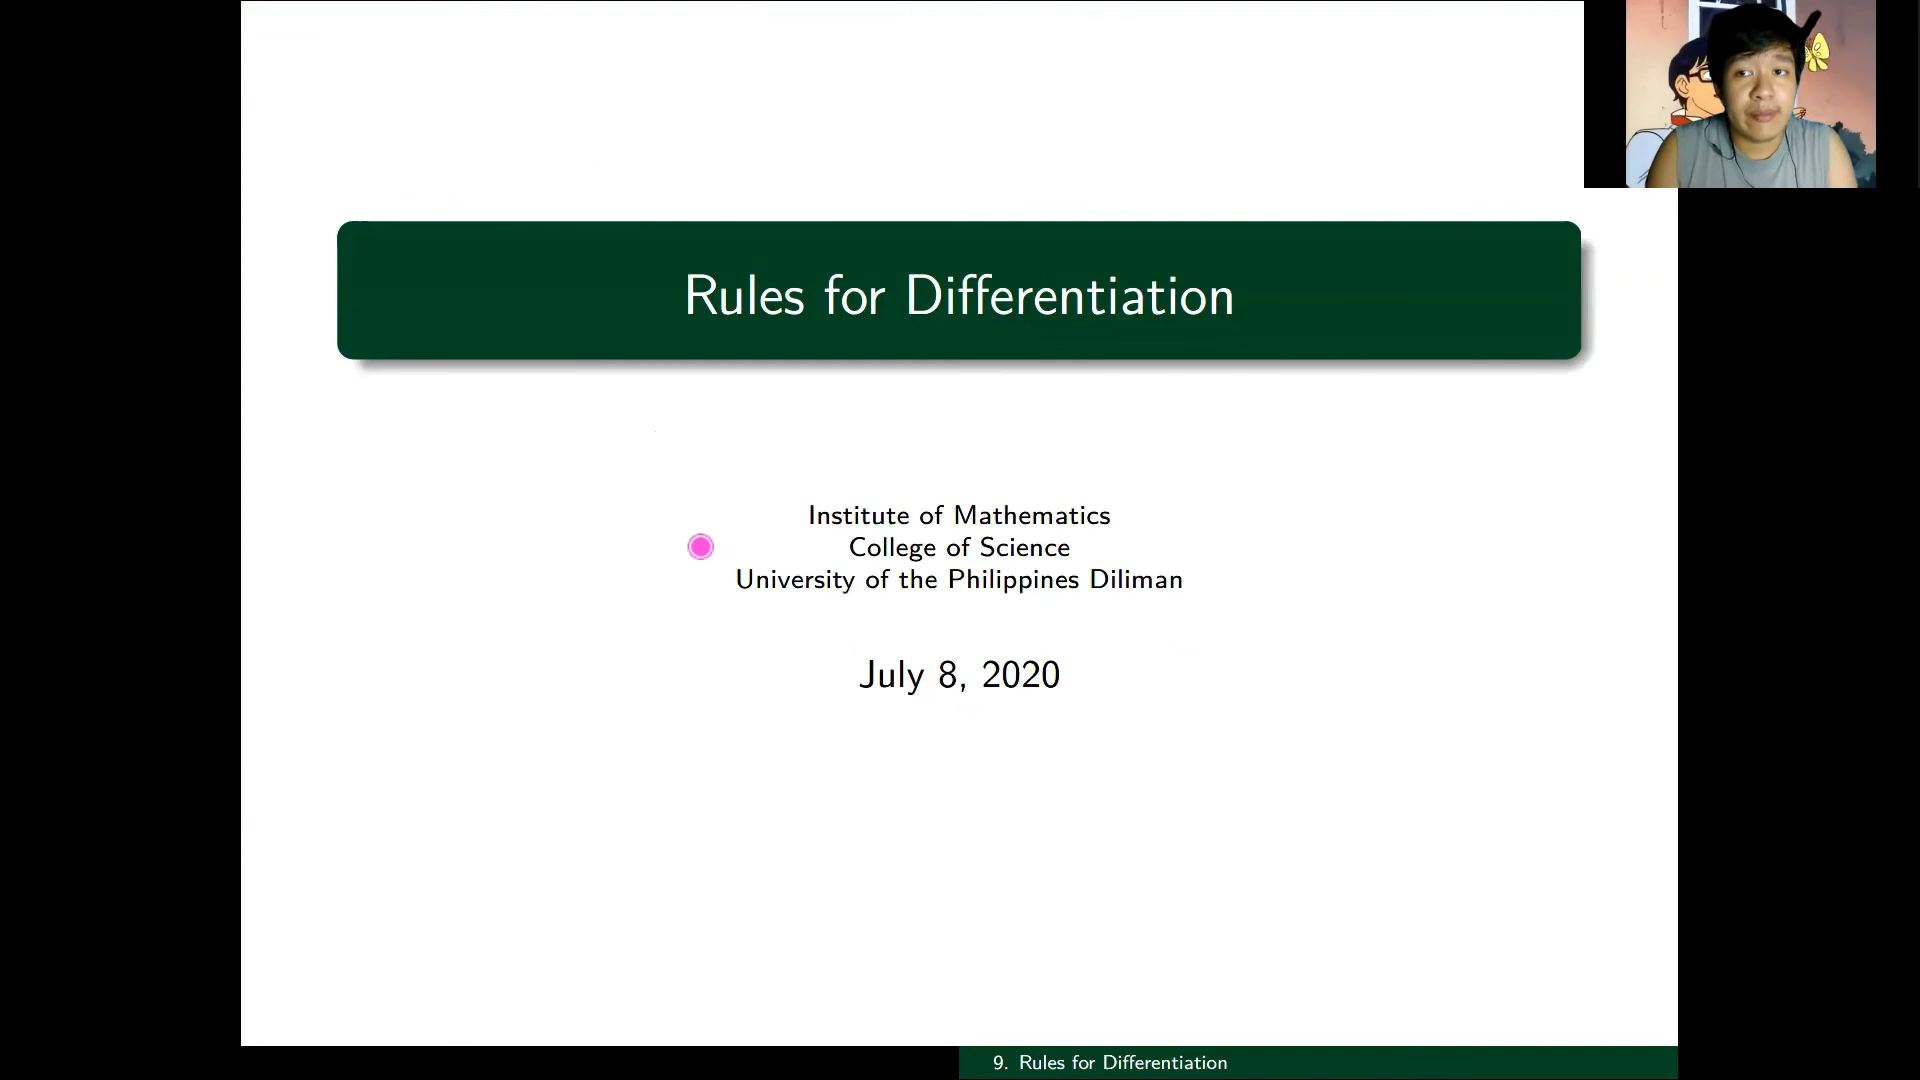 Rules for Differentiation
Institute of Mathematics
College of Science
University of the Philippines Diliman
July 8, 2020
9. Rules for Differentiation